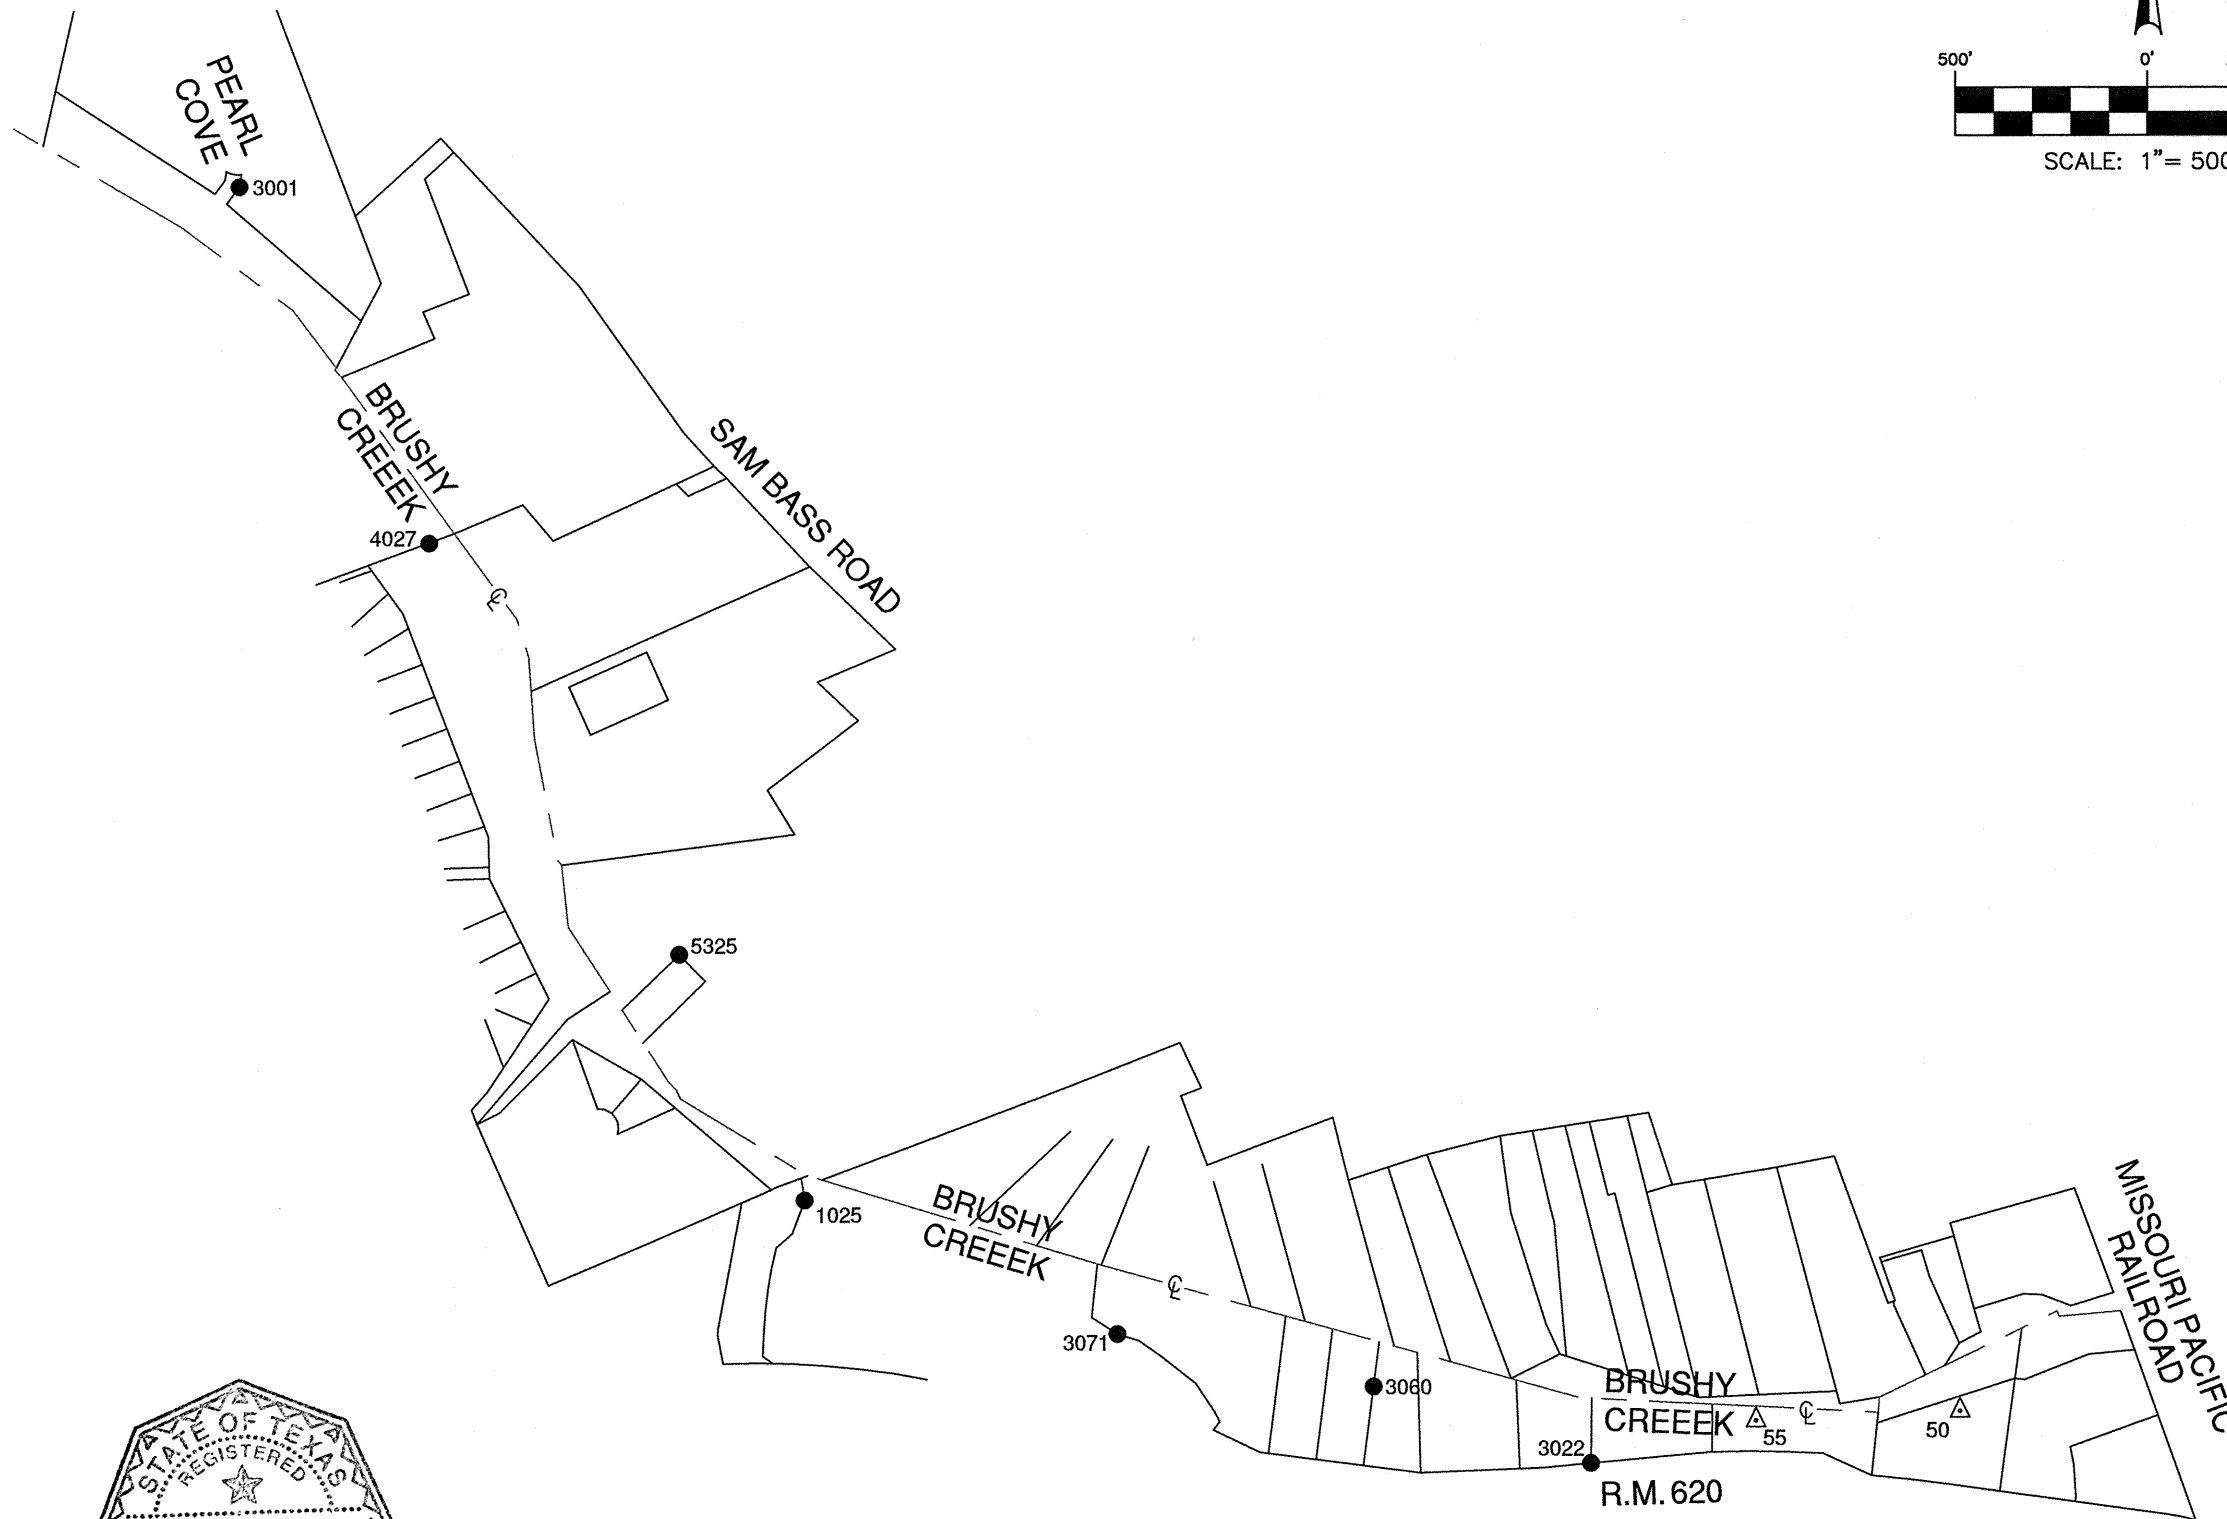 500'
0'
SCALE: 1"= 500
PEARL
COVE
3001
BRUSHY
CREEEK
SAM BASS ROAD
4027
℄
5325
1025
BRUSHY
CREEEK
℄
3071
3060
BRUSHY
CREEEK
℄
55
50
3022
R.M. 620
MISSOURI PACIFIC
RAILROAD
STATE OF TEXAS
REGISTERED